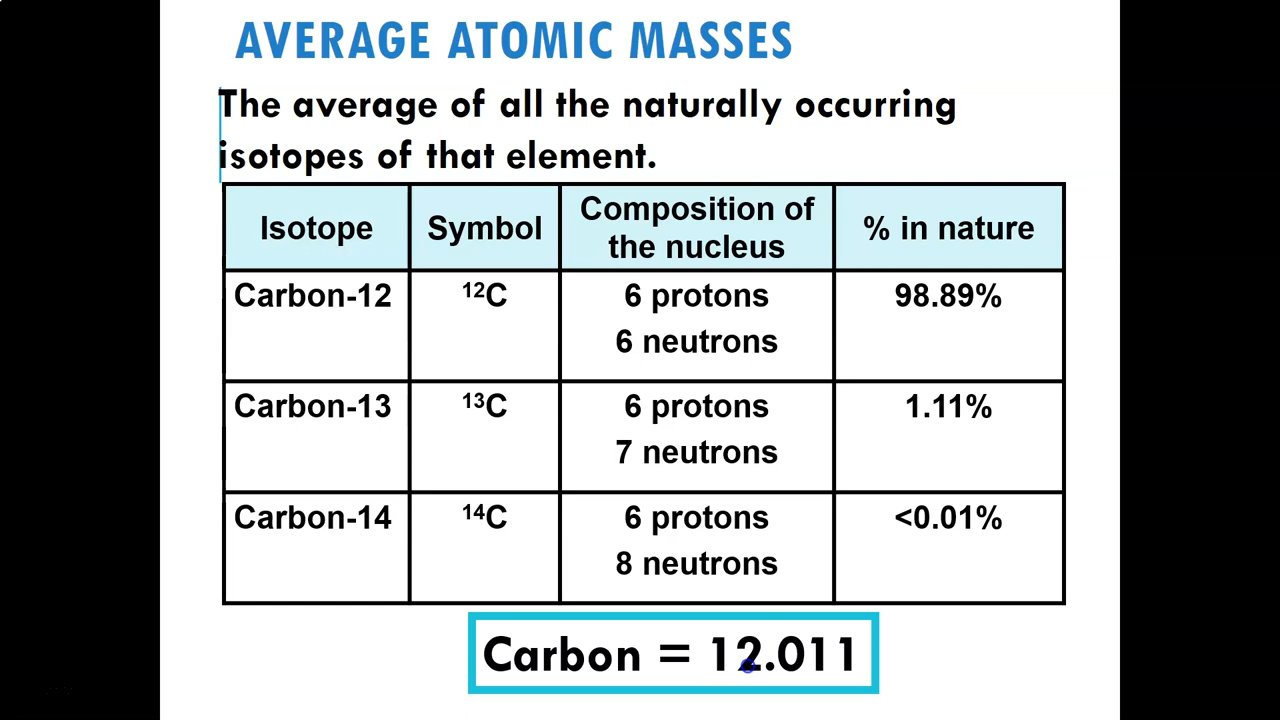 AVERAGE ATOMIC MASSES
The average of all the naturally occurring
isotopes of that element.
Isotope Symbol Composition of the nucleus % in nature
Carbon-12 ¹²C 6 protons 98.89%
6 neutrons
Carbon-13 ¹³C 6 protons 1.11%
7 neutrons
Carbon-14 ¹⁴C 6 protons <0.01%
8 neutrons
Carbon = 12.011